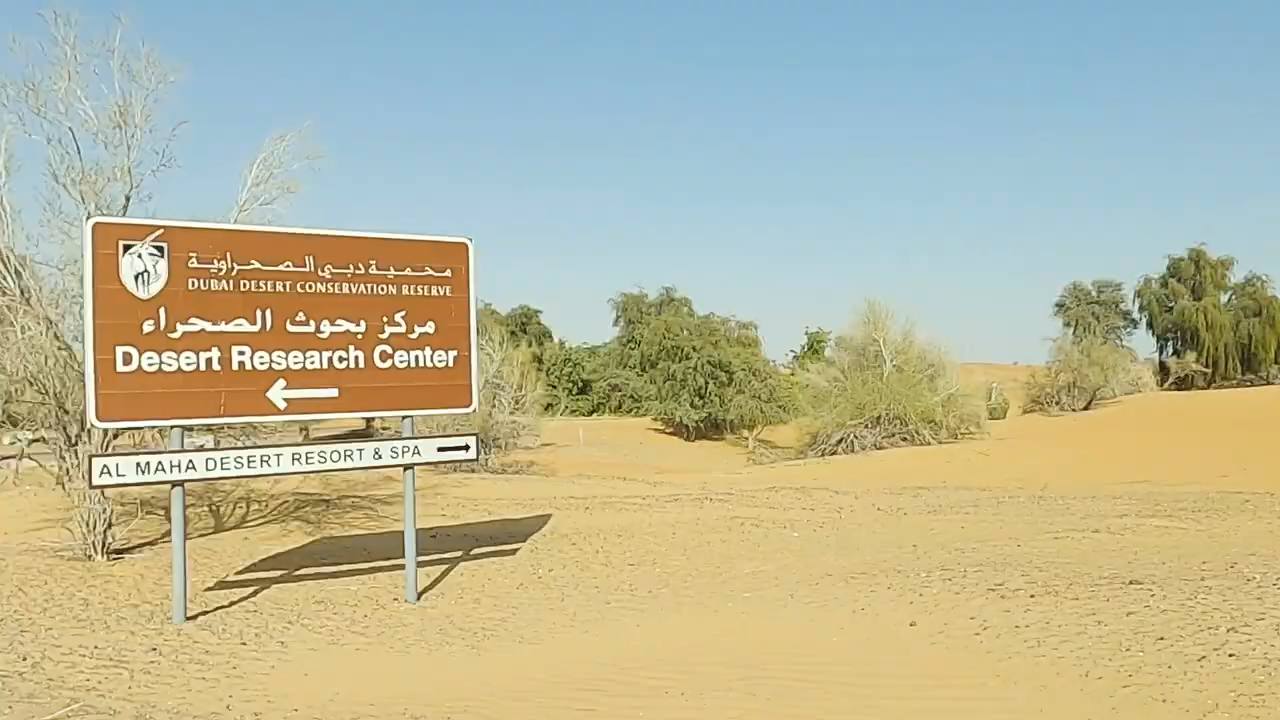 محمية دبي الصحراوية
DUBAI DESERT CONSERVATION RESERVE
مركز بحوث الصحراء
Desert Research Center
AL MAHA DESERT RESORT & SPA